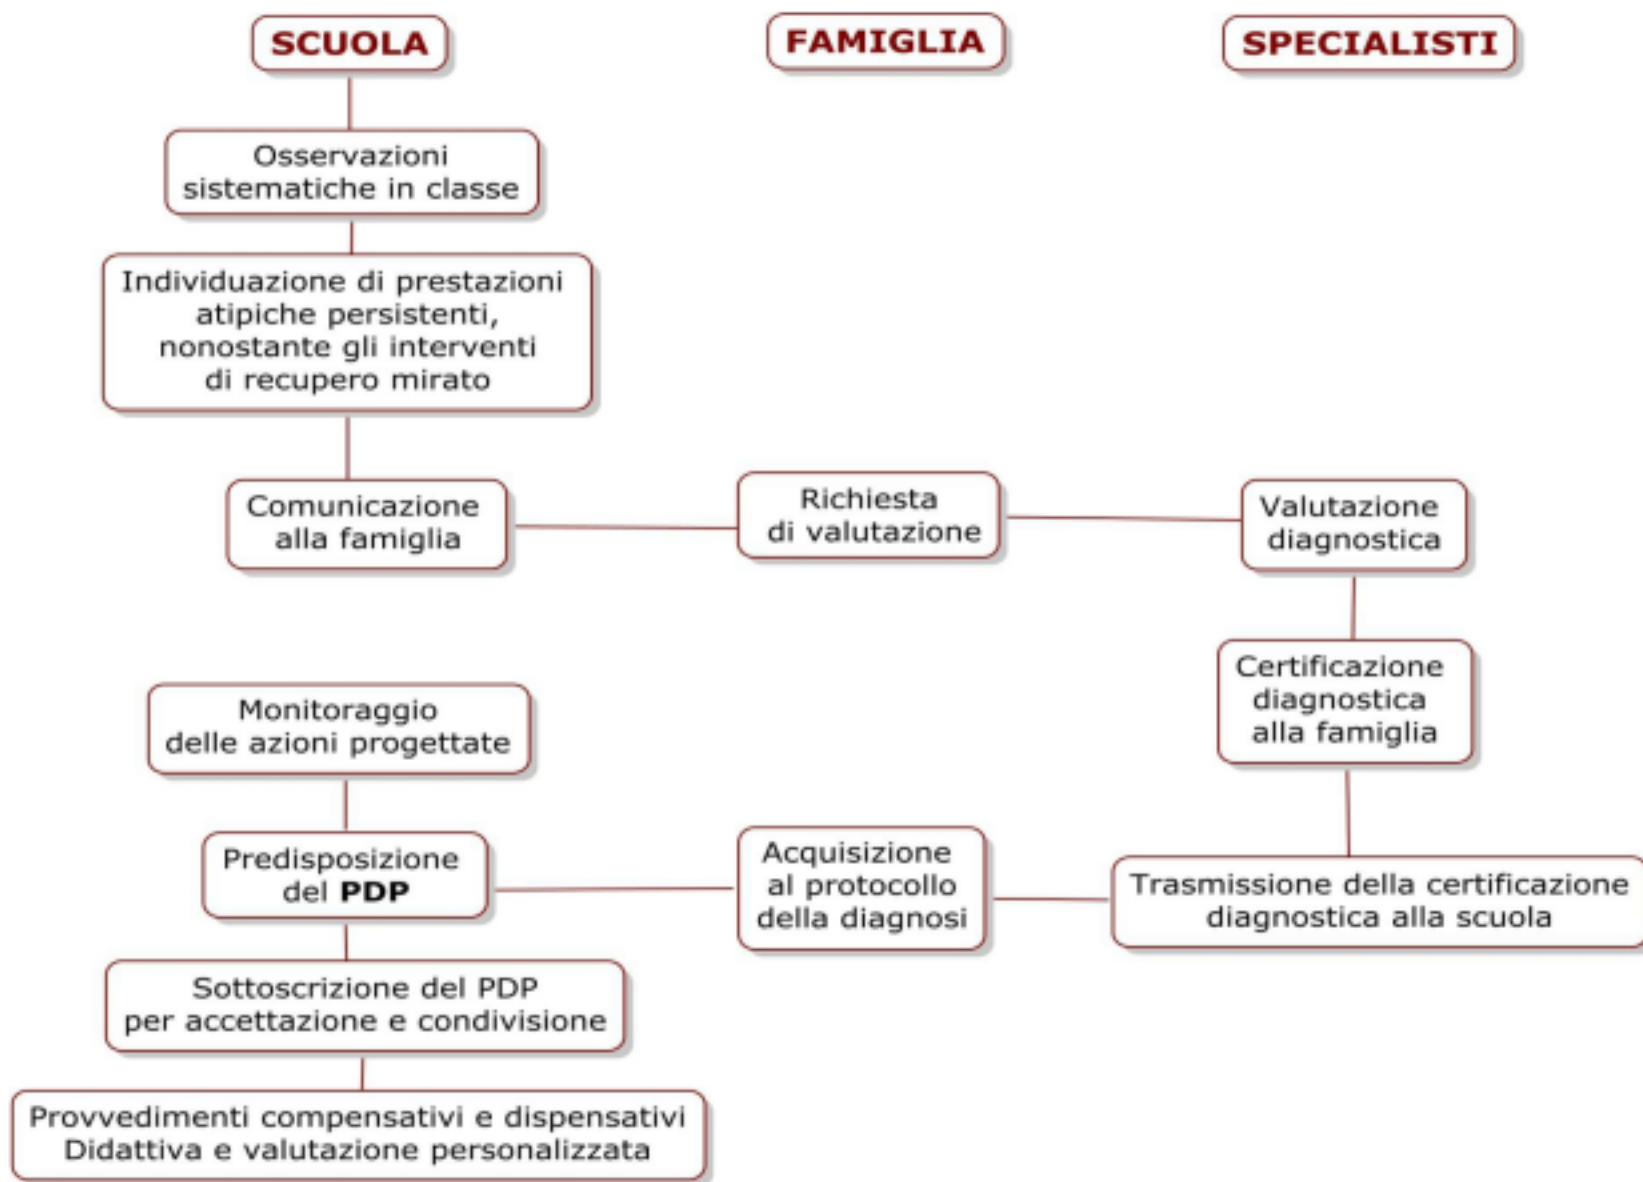 SCUOLA
FAMIGLIA
SPECIALISTI
Osservazioni
sistematiche in classe
Individuazione di prestazioni
atipiche persistenti,
nonostante gli interventi
di recupero mirato
Comunicazione
alla famiglia
Richiesta
di valutazione
Valutazione
diagnostica
Certificazione
diagnostica
alla famiglia
Monitoraggio
delle azioni progettate
Predisposizione
del PDP
Acquisizione
al protocollo
della diagnosi
Trasmissione della certificazione
diagnostica alla scuola
Sottoscrizione del PDP
per accettazione e condivisione
Provvedimenti compensativi e dispensativi
Didattiva e valutazione personalizzata